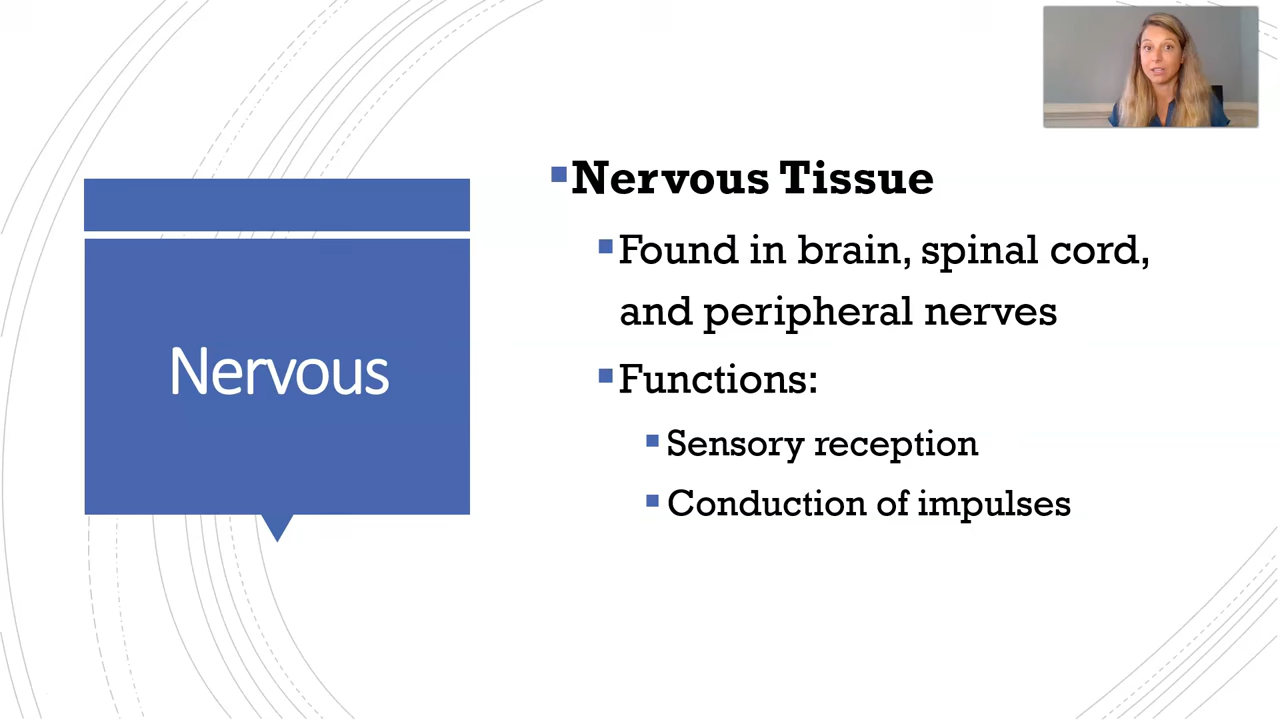 Nervous
Nervous Tissue
Found in brain, spinal cord,
and peripheral nerves
Functions:
Sensory reception
Conduction of impulses